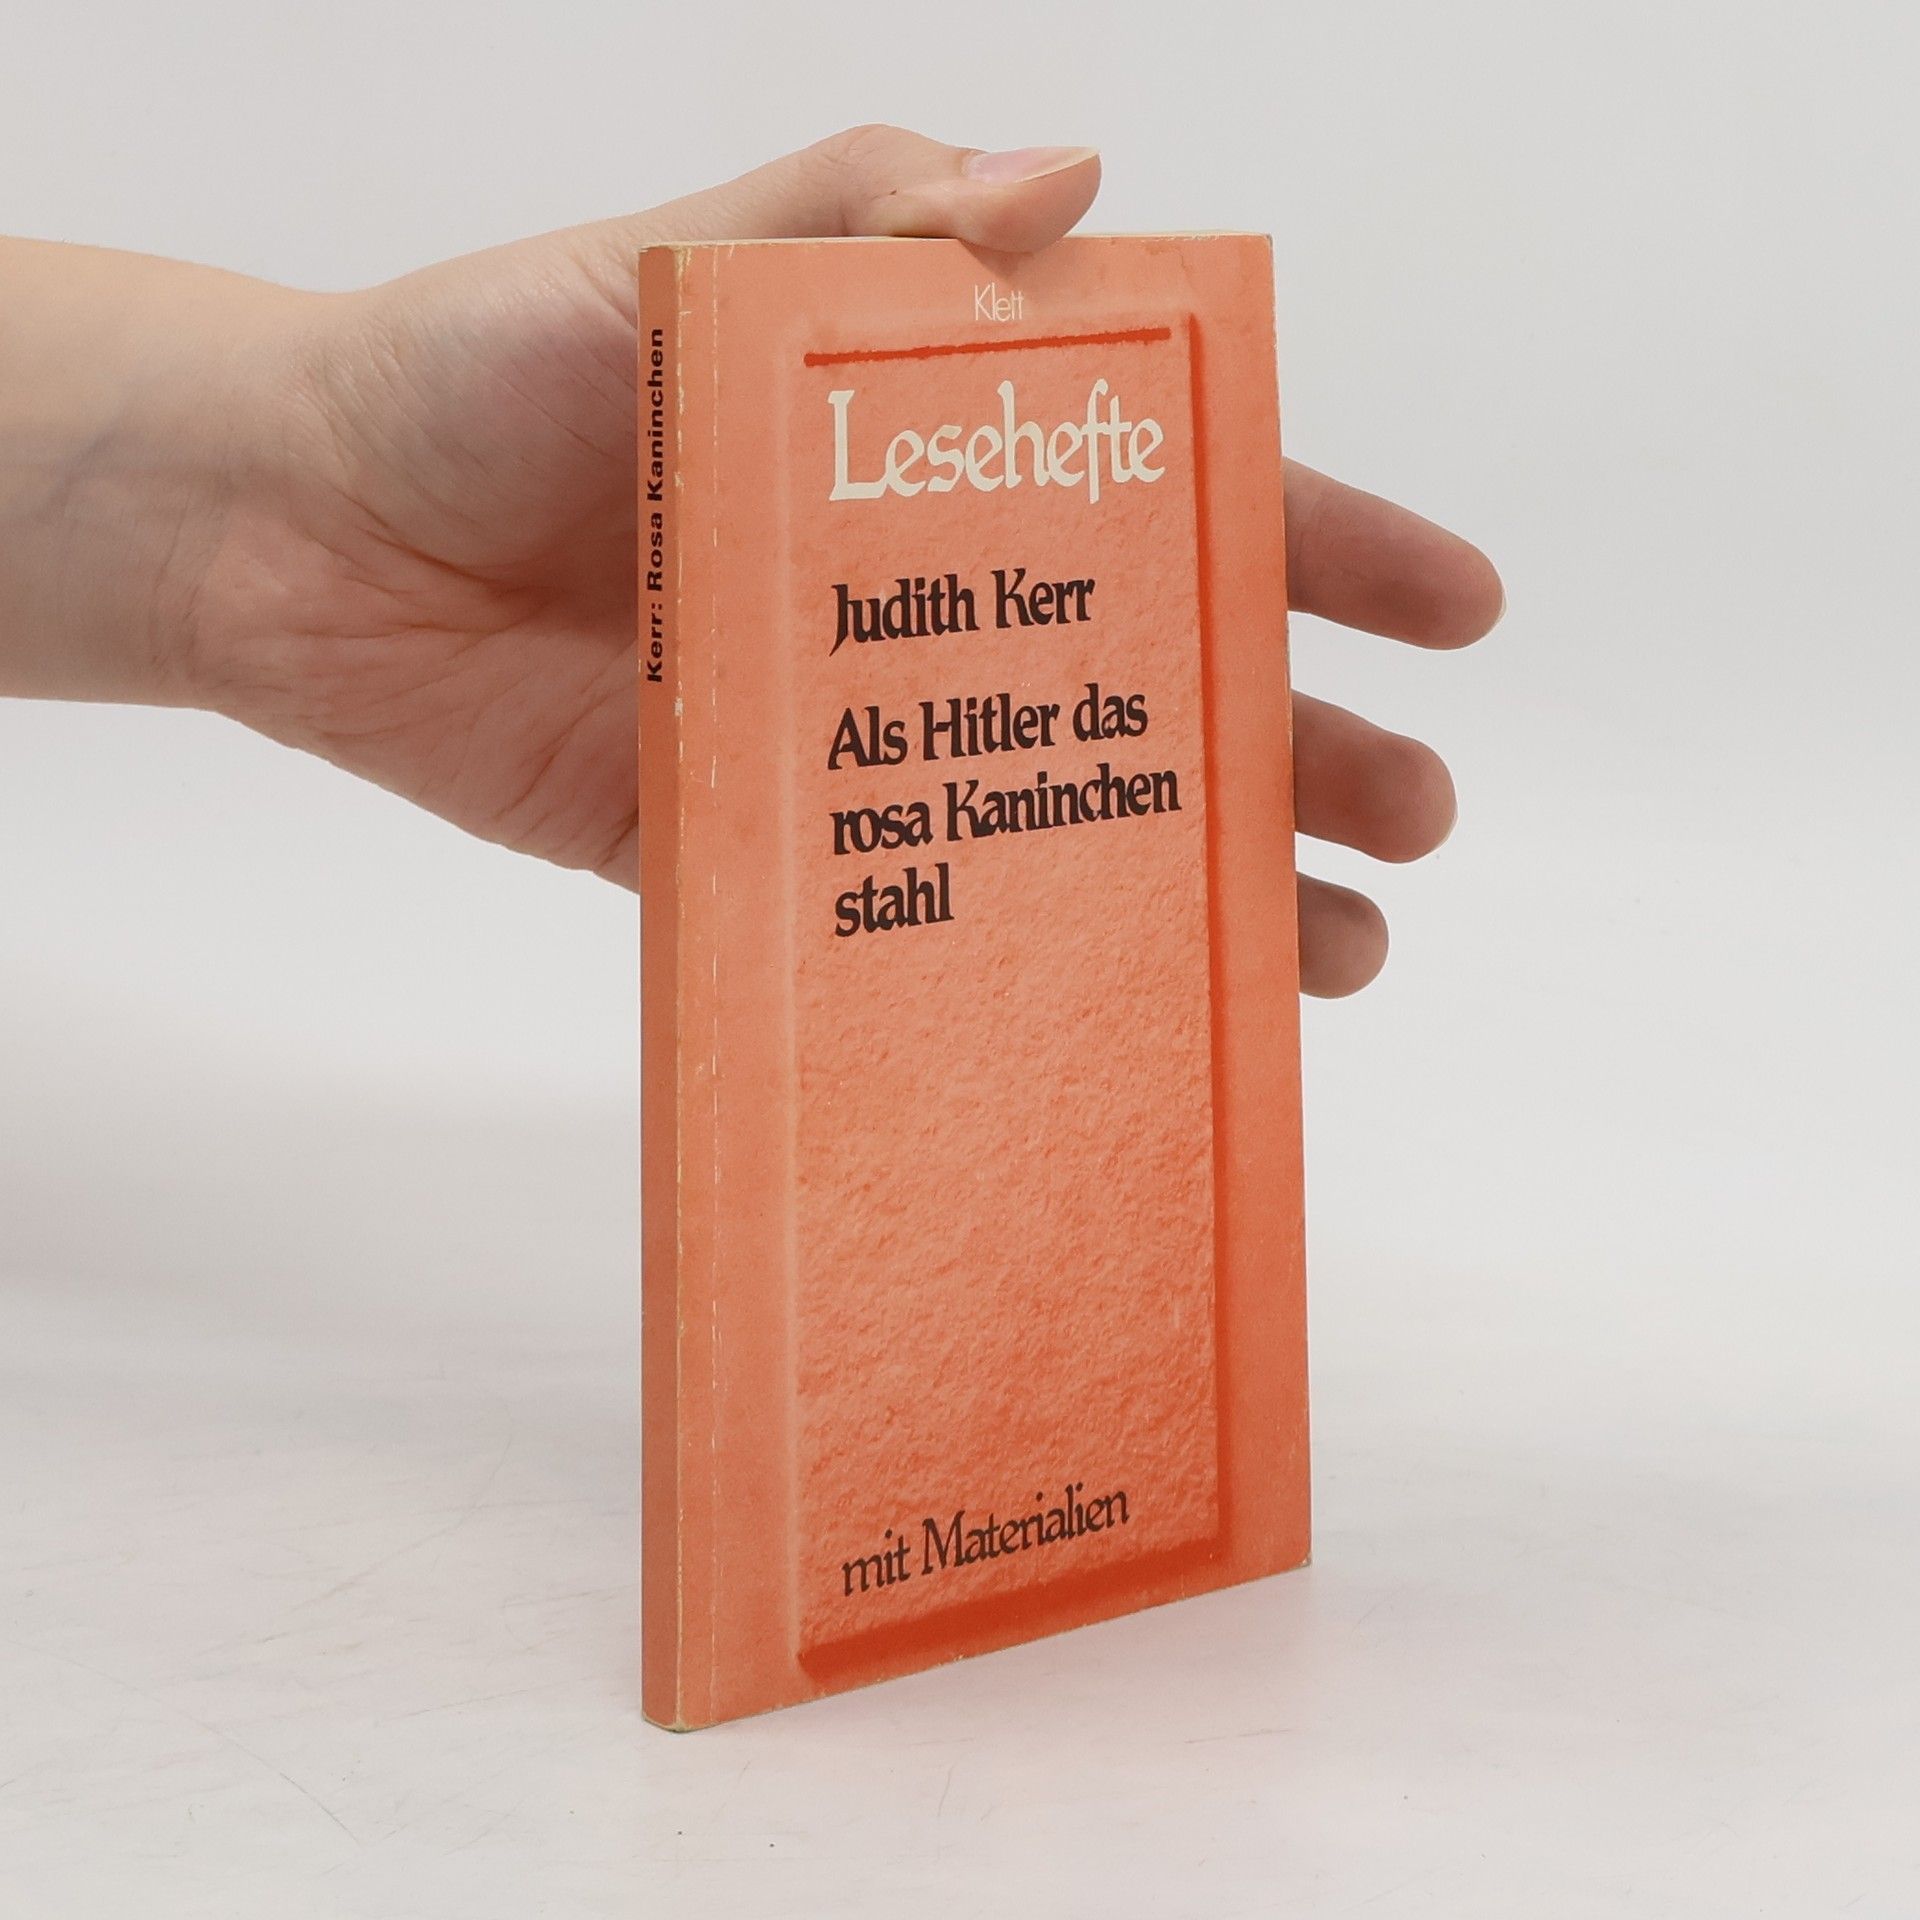 Kerr: Rosa Kaninchen
Klett
Lesehefte
Judith Kerr
Als Hitler das
rosa Kaninchen
stahl
mit Materialien